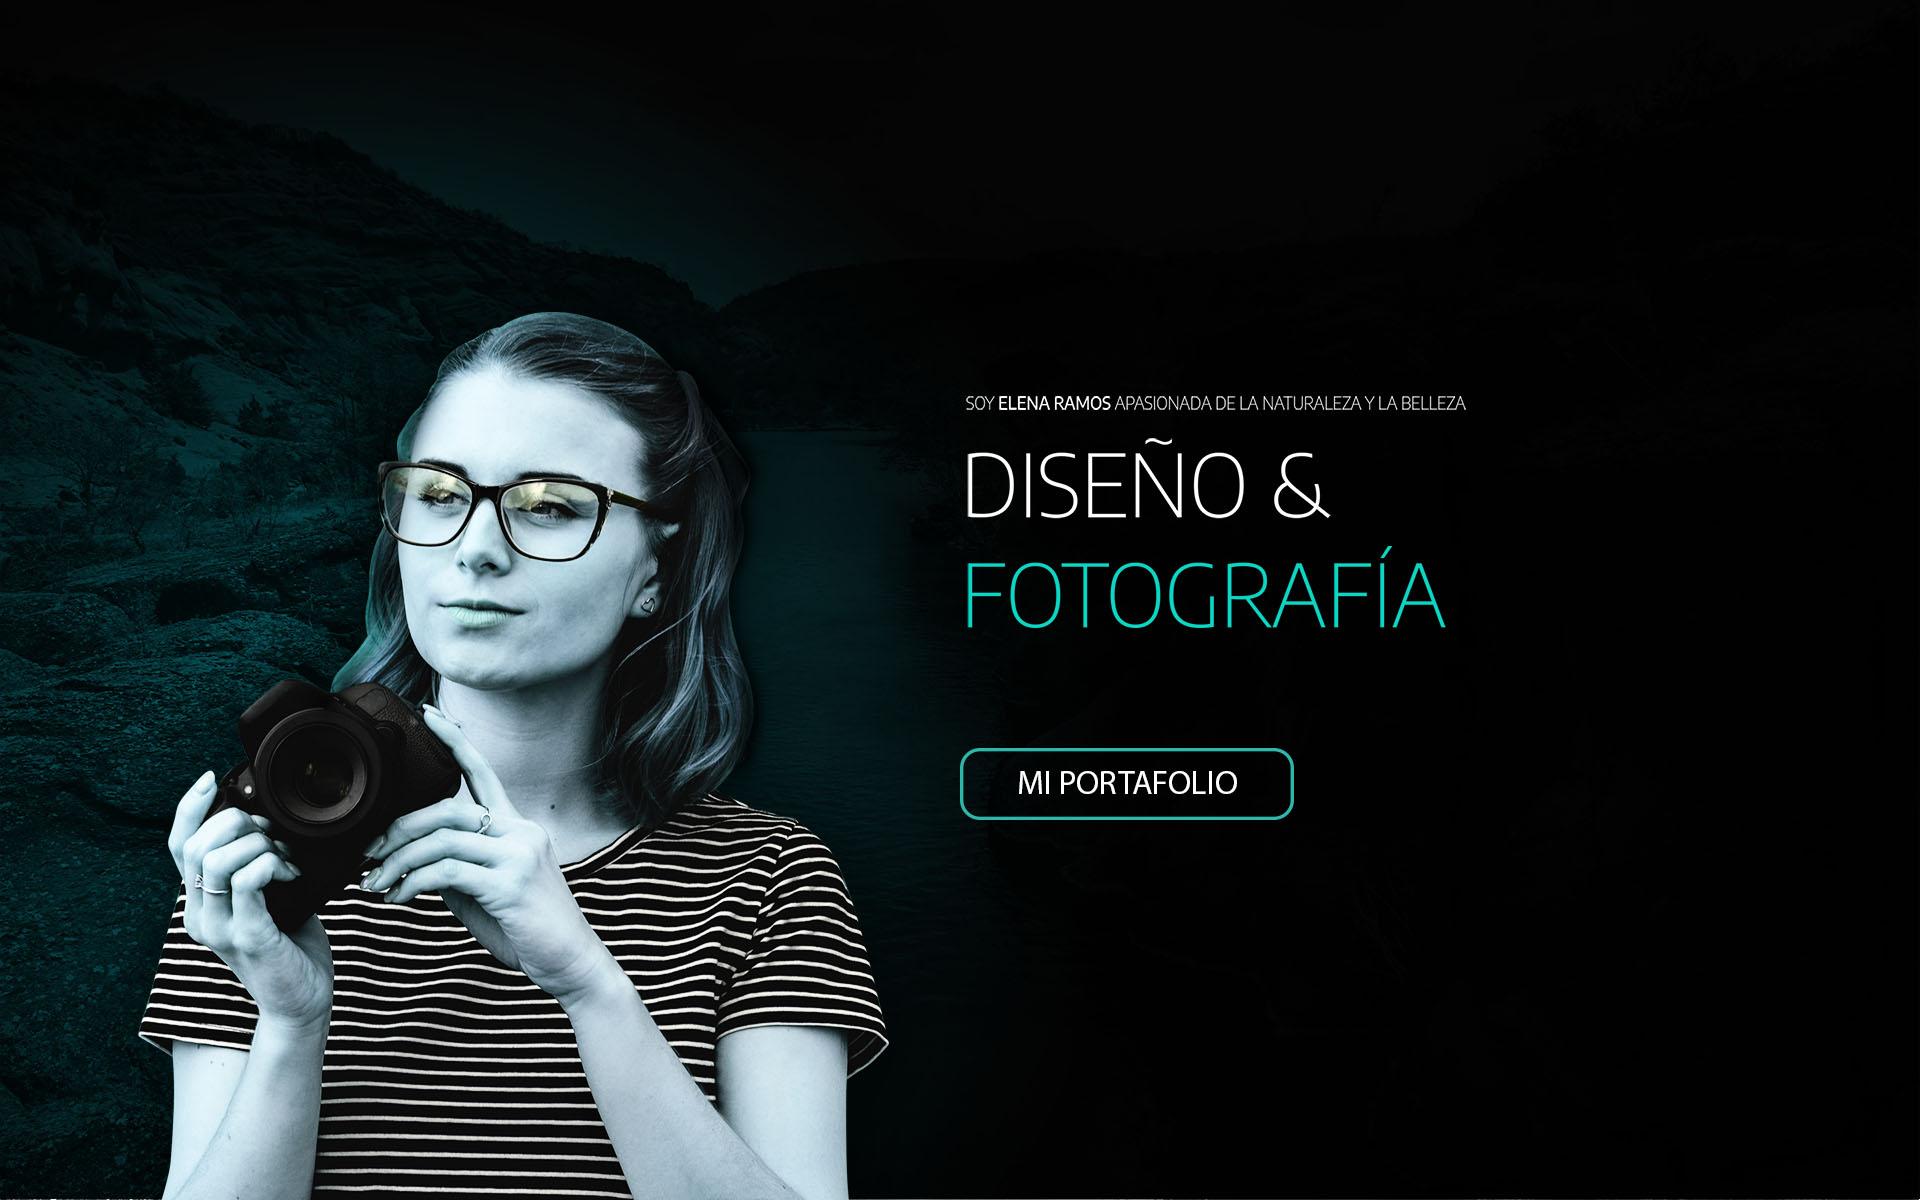 SOY ELENA RAMOS APASIONADA DE LA NATURALEZA Y LA BELLEZA
DISEÑO &
FOTOGRAFÍA
MI PORTAFOLIO